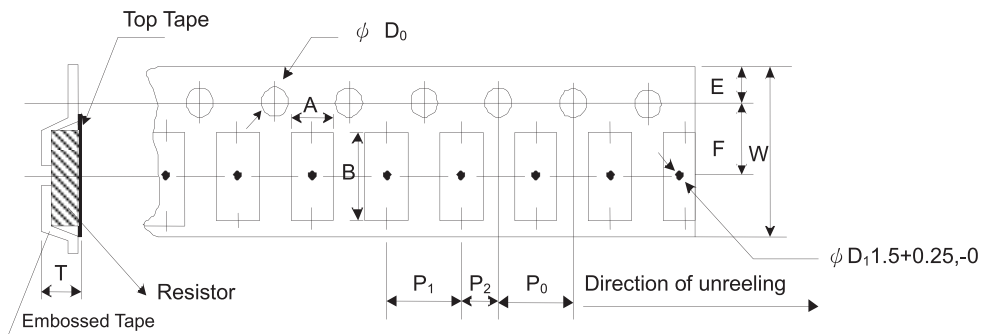 Top Tape
ψ D₀
A
E
F
W
B
ψ D₁ 1.5+0.25,-0
T
Resistor
P₁
P₂
P₀
Direction of unreeling
Embossed Tape